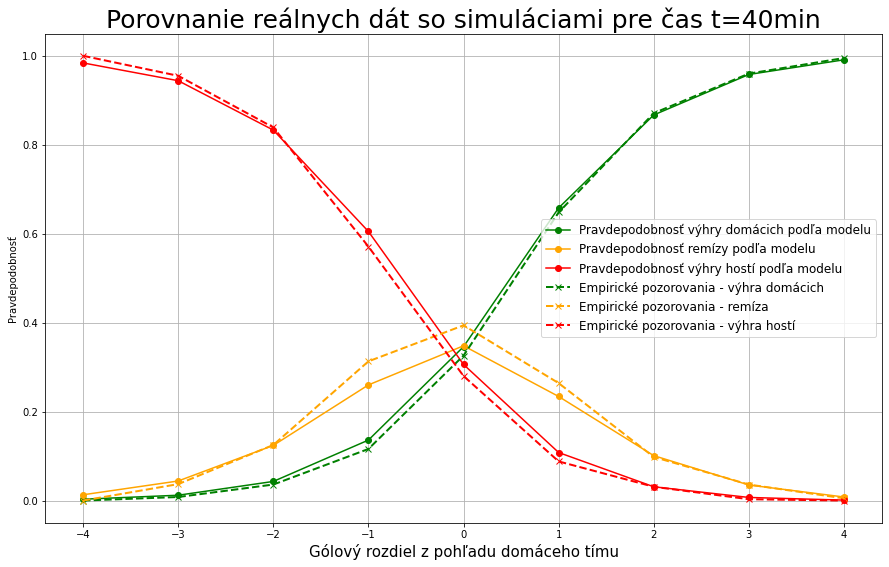 Porovnanie reálnych dát so simuláciami pre čas t=40min
1.0
0.8
0.6
0.4
0.2
0.0
Pravdepodobnosť
Pravdepodobnosť výhry domácich podľa modelu
Pravdepodobnosť remízy podľa modelu
Pravdepodobnosť výhry hostí podľa modelu
Empirické pozorovania - výhra domácich
Empirické pozorovania - remíza
Empirické pozorovania - výhra hostí
−4 −3 −2 −1 0 1 2 3 4
Gólový rozdiel z pohľadu domáceho tímu